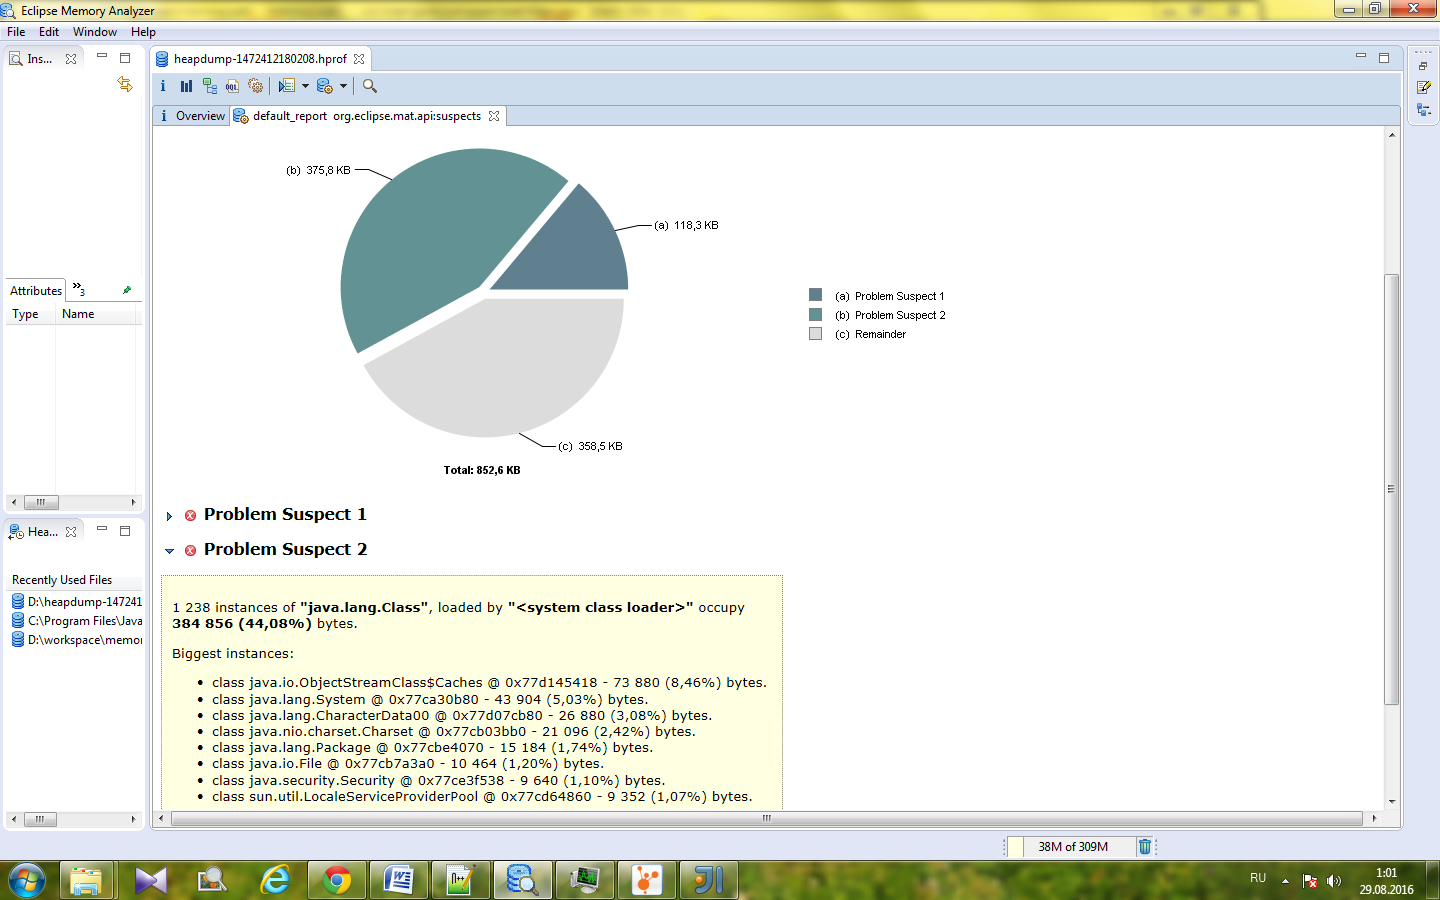 Eclipse Memory Analyzer
File Edit Window Help
Ins...
heapdump-1472412180208.hprof
i OQL
i Overview default_report org.eclipse.mat.api:suspects
(b) 375,8 KB
(a) 118,3 KB
(a) Problem Suspect 1
(b) Problem Suspect 2
(c) Remainder
(c) 358,5 KB
Total: 852,6 KB
Attributes »3
Type Name
Problem Suspect 1
Problem Suspect 2
1 238 instances of "java.lang.Class", loaded by "<system class loader>" occupy
384 856 (44,08%) bytes.
Biggest instances:
• class java.io.ObjectStreamClass$Caches @ 0x77d145418 - 73 880 (8,46%) bytes.
• class java.lang.System @ 0x77ca30b80 - 43 904 (5,03%) bytes.
• class java.lang.CharacterData00 @ 0x77d07cb80 - 26 880 (3,08%) bytes.
• class java.nio.charset.Charset @ 0x77cb03bb0 - 21 096 (2,42%) bytes.
• class java.lang.Package @ 0x77cbe4070 - 15 184 (1,74%) bytes.
• class java.io.File @ 0x77cb7a3a0 - 10 464 (1,20%) bytes.
• class java.security.Security @ 0x77ce3f538 - 9 640 (1,10%) bytes.
• class sun.util.LocaleServiceProviderPool @ 0x77cd64860 - 9 352 (1,07%) bytes.
Hea...
Recently Used Files
D:\heapdump-147241
C:\Program Files\Java
D:\workspace\memor
38M of 309M
RU
1:01
29.08.2016